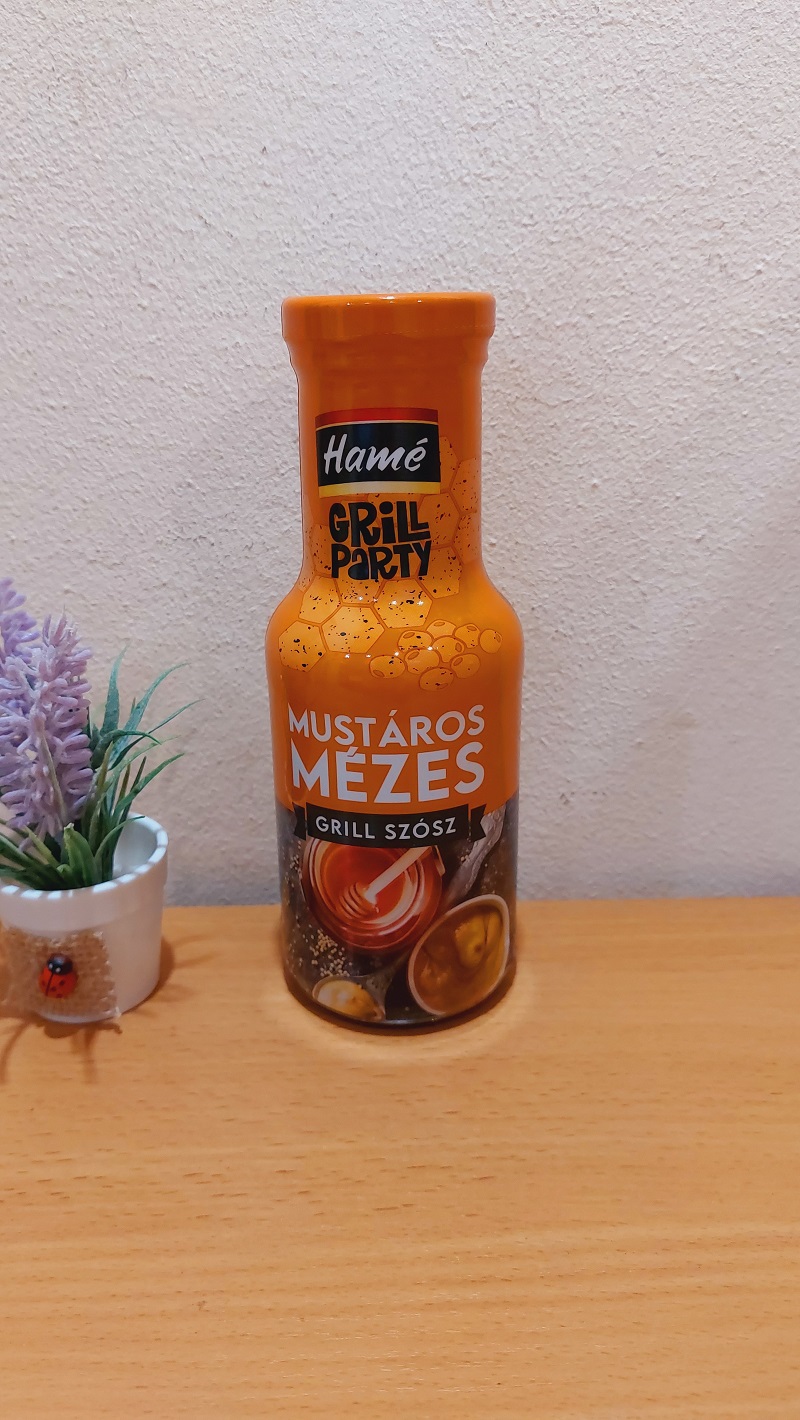 Hamé
GRiLL
PaRTY
MUSTÁROS
MÉZES
GRILL SZÓSZ